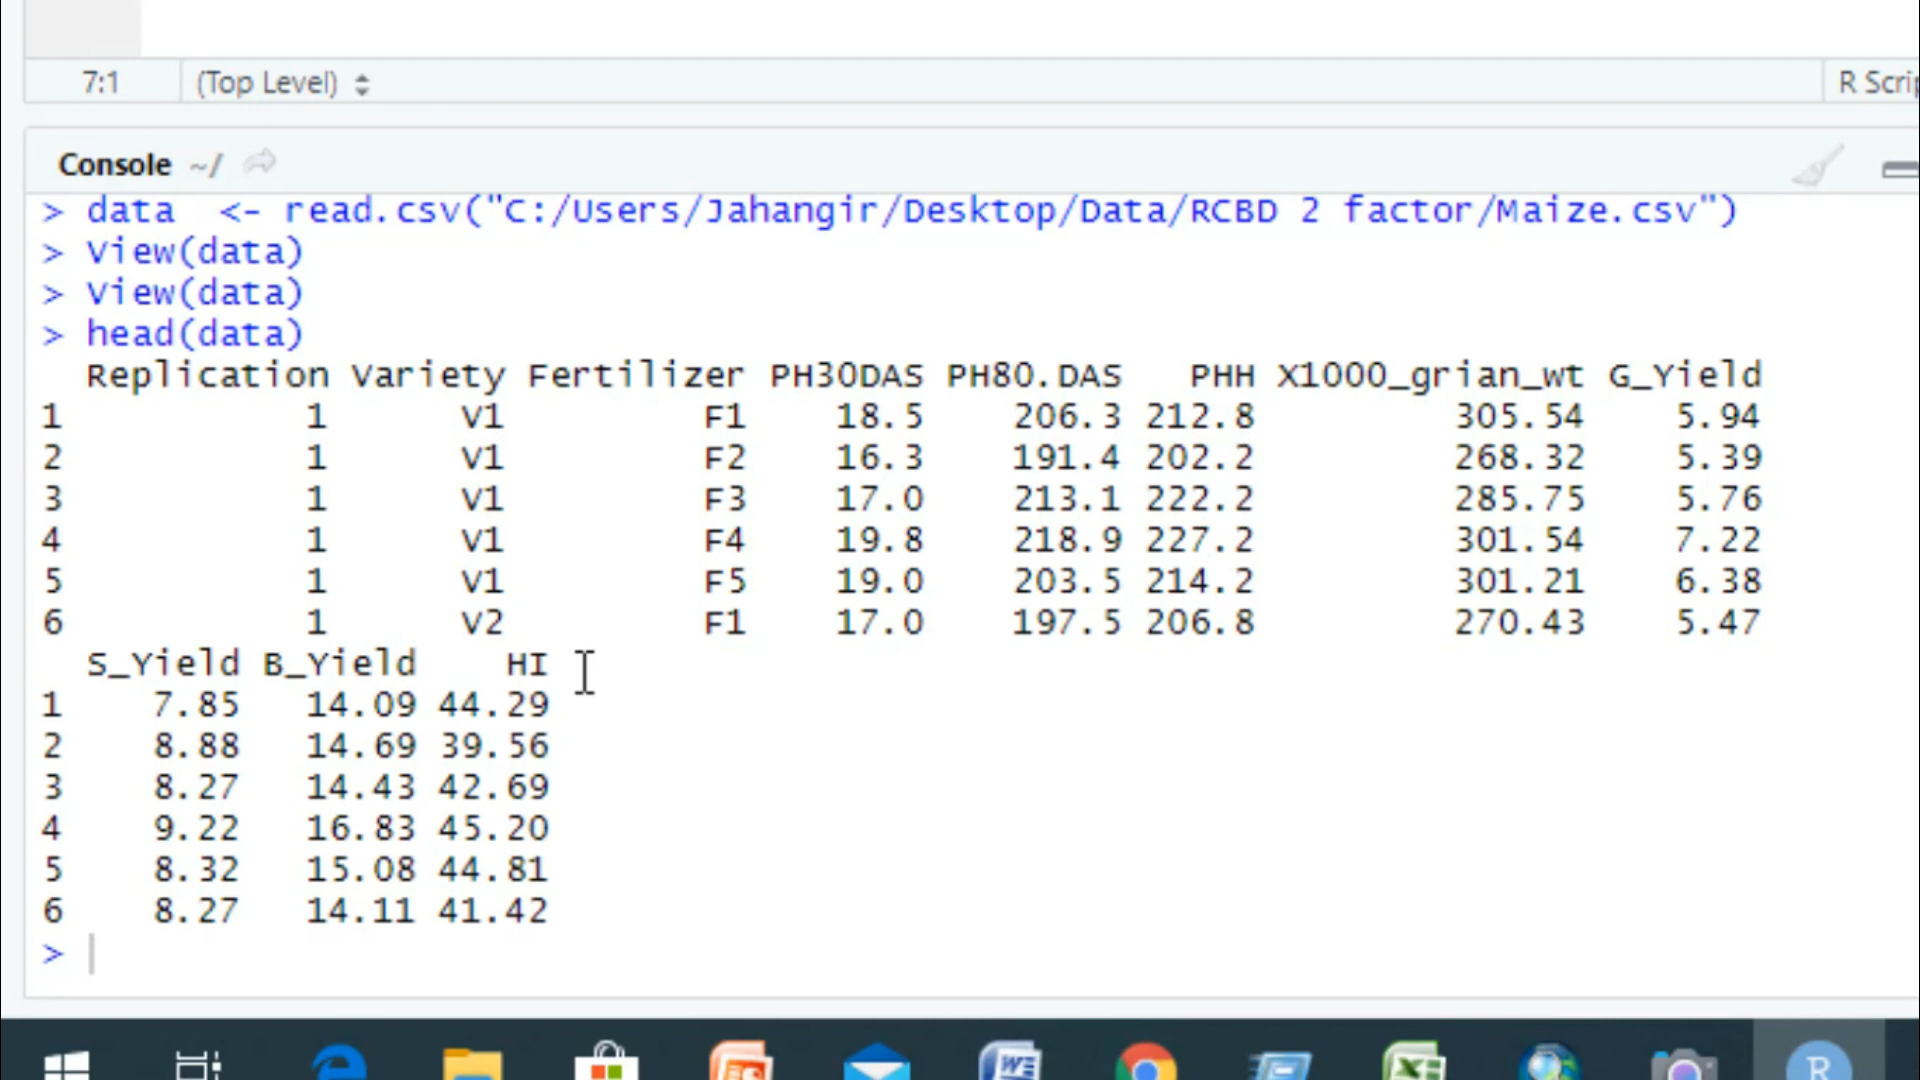 7:1 (Top Level) R Scrip
Console ~/
> data <- read.csv("C:/Users/Jahangir/Desktop/Data/RCBD 2 factor/Maize.csv")
> View(data)
> View(data)
> head(data)
Replication Variety Fertilizer PH30DAS PH80.DAS PHH X1000_grian_wt G_Yield
1 1 V1 F1 18.5 206.3 212.8 305.54 5.94
2 1 V1 F2 16.3 191.4 202.2 268.32 5.39
3 1 V1 F3 17.0 213.1 222.2 285.75 5.76
4 1 V1 F4 19.8 218.9 227.2 301.54 7.22
5 1 V1 F5 19.0 203.5 214.2 301.21 6.38
6 1 V2 F1 17.0 197.5 206.8 270.43 5.47
S_Yield B_Yield HI
1 7.85 14.09 44.29
2 8.88 14.69 39.56
3 8.27 14.43 42.69
4 9.22 16.83 45.20
5 8.32 15.08 44.81
6 8.27 14.11 41.42
>